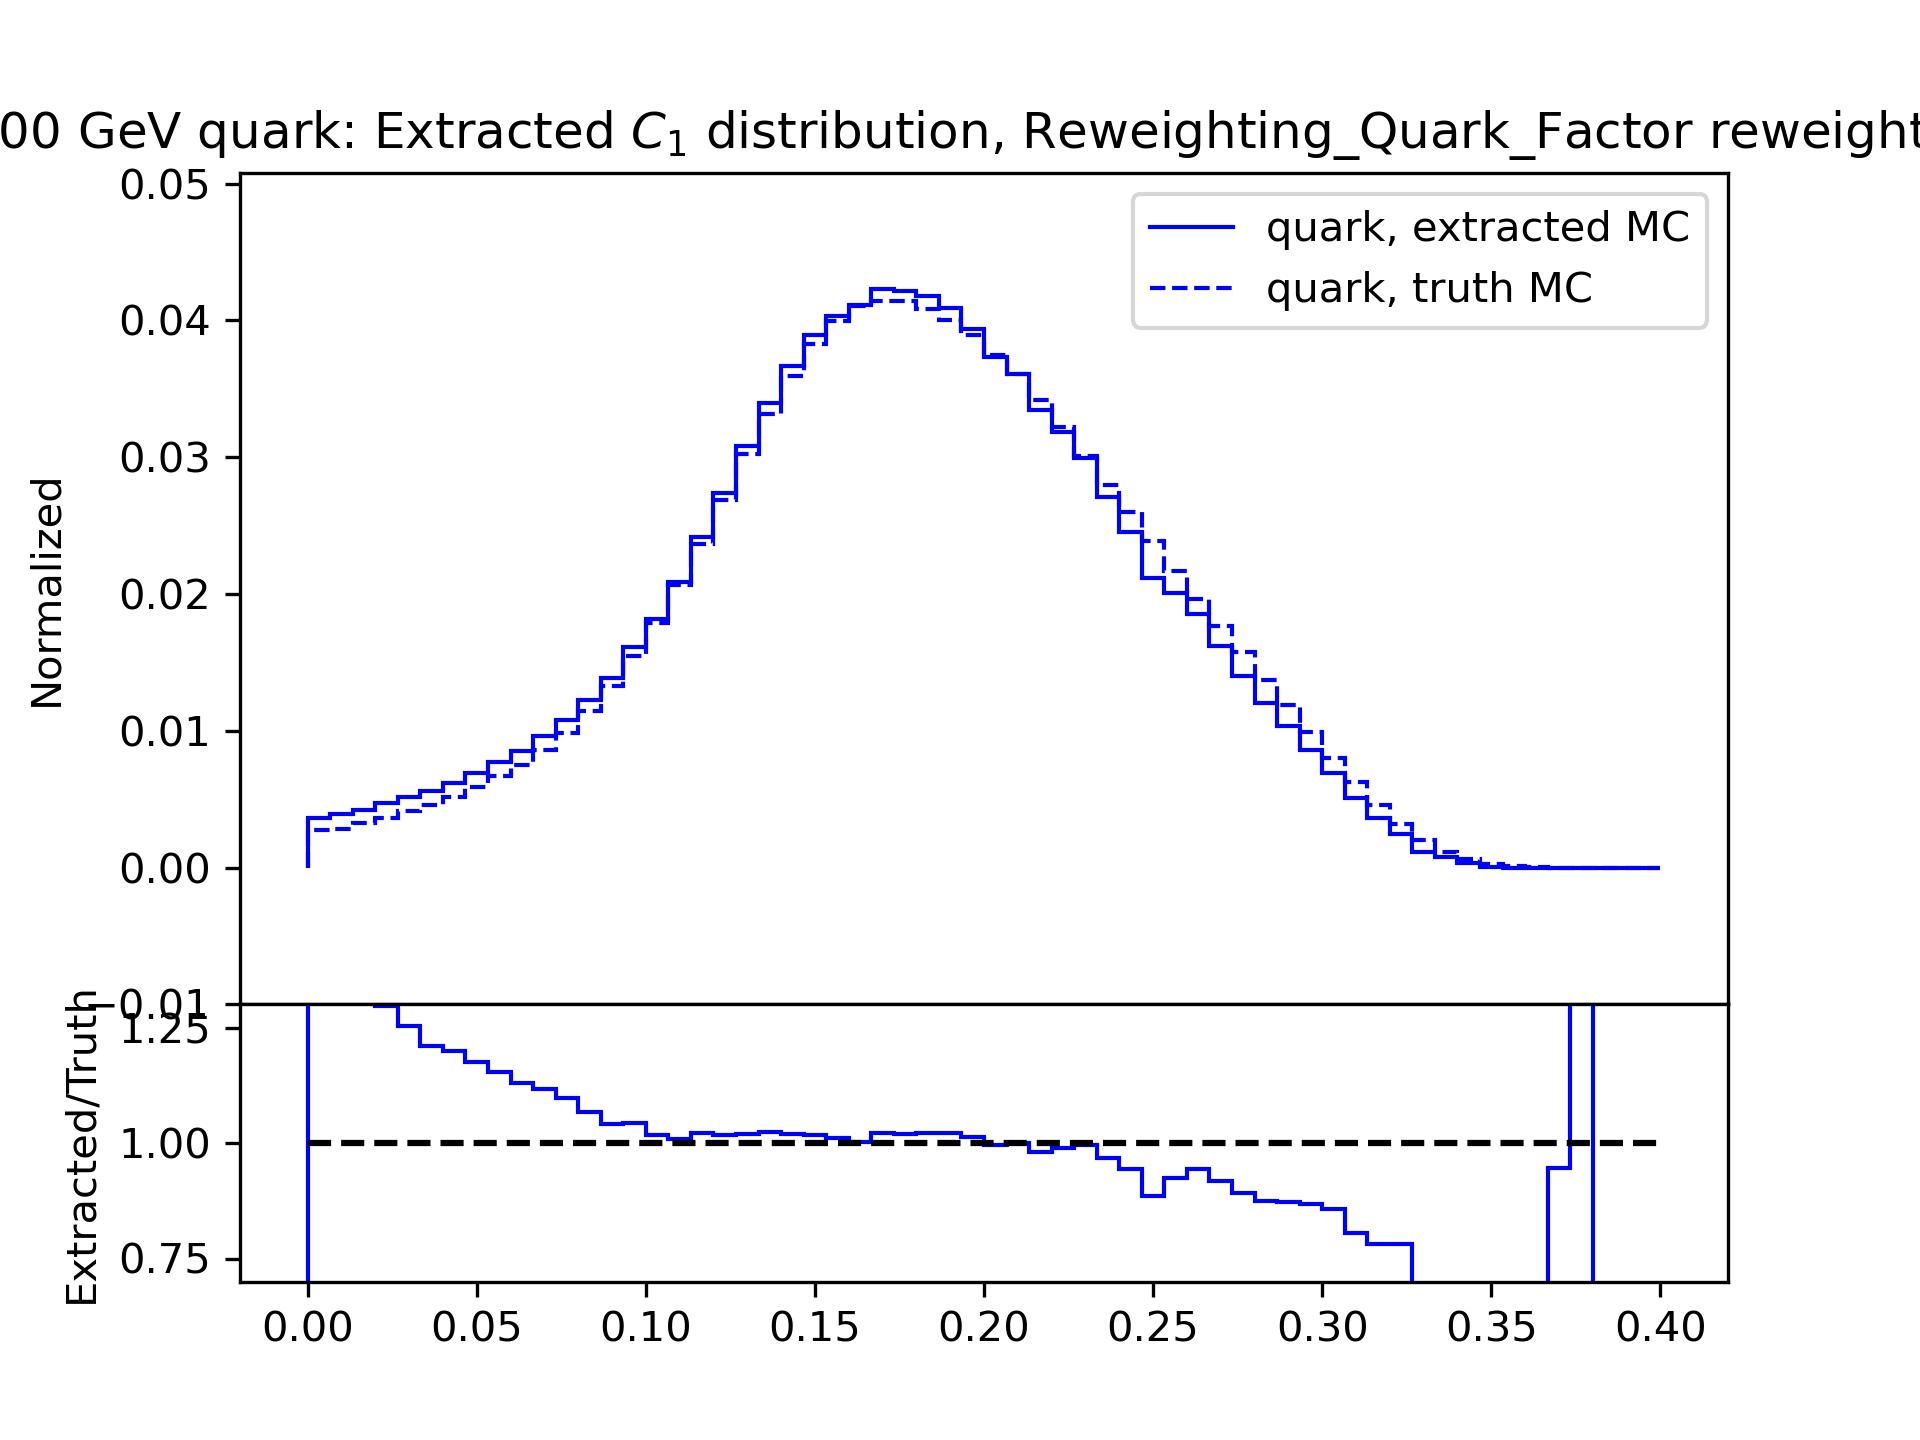 00 GeV quark: Extracted C₁ distribution, Reweighting_Quark_Factor reweight
quark, extracted MC
quark, truth MC
Normalized
0.05
0.04
0.03
0.02
0.01
0.00
−0.01
Extracted/Truth
1.25
1.00
0.75
0.00 0.05 0.10 0.15 0.20 0.25 0.30 0.35 0.40